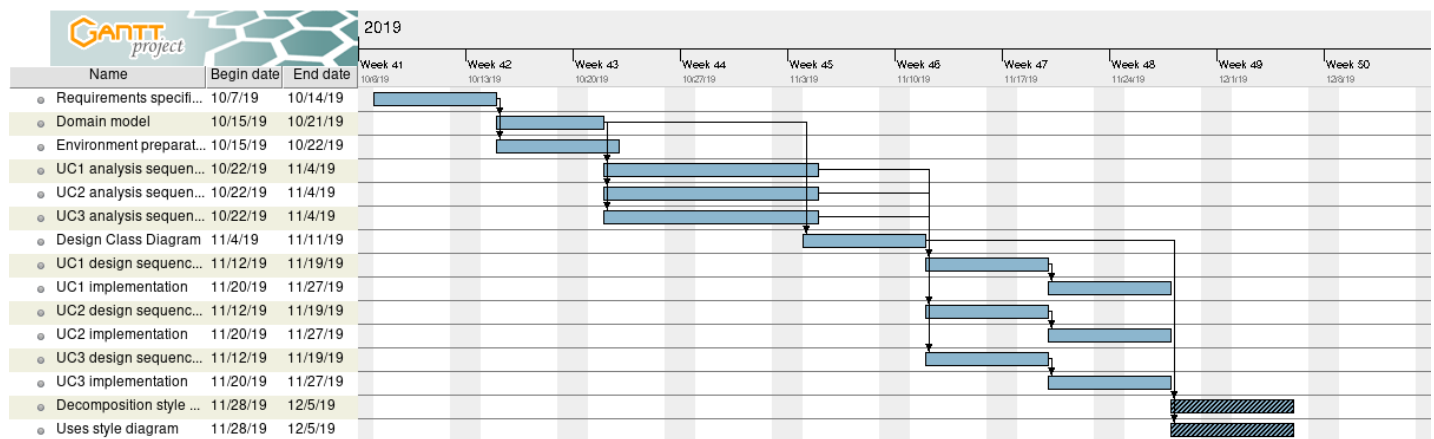 GANTT
project
2019
Week 41 Week 42 Week 43 Week 44 Week 45 Week 46 Week 47 Week 48 Week 49 Week 50
10/6/19 10/13/19 10/20/19 10/27/19 11/3/19 11/10/19 11/17/19 11/24/19 12/1/19 12/8/19
Name Begin date End date
Requirements specifi... 10/7/19 10/14/19
Domain model 10/15/19 10/21/19
Environment preparat... 10/15/19 10/22/19
UC1 analysis sequen... 10/22/19 11/4/19
UC2 analysis sequen... 10/22/19 11/4/19
UC3 analysis sequen... 10/22/19 11/4/19
Design Class Diagram 11/4/19 11/11/19
UC1 design sequenc... 11/12/19 11/19/19
UC1 implementation 11/20/19 11/27/19
UC2 design sequenc... 11/12/19 11/19/19
UC2 implementation 11/20/19 11/27/19
UC3 design sequenc... 11/12/19 11/19/19
UC3 implementation 11/20/19 11/27/19
Decomposition style ... 11/28/19 12/5/19
Uses style diagram 11/28/19 12/5/19